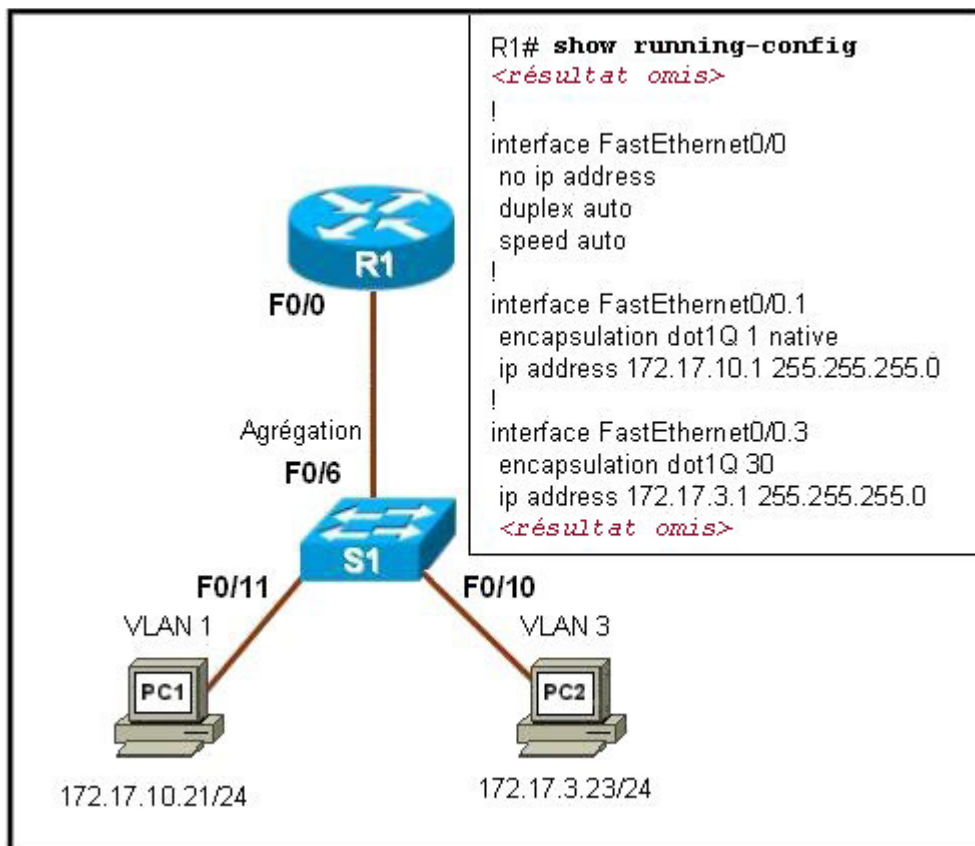 R1# show running-config
<résultat omis>
!
interface FastEthernet0/0
no ip address
duplex auto
speed auto
!
interface FastEthernet0/0.1
encapsulation dot1Q 1 native
ip address 172.17.10.1 255.255.255.0
!
interface FastEthernet0/0.3
encapsulation dot1Q 30
ip address 172.17.3.1 255.255.255.0
<résultat omis>
R1
F0/0
Agrégation
F0/6
S1
F0/11
F0/10
VLAN 1
VLAN 3
PC1
PC2
172.17.10.21/24
172.17.3.23/24